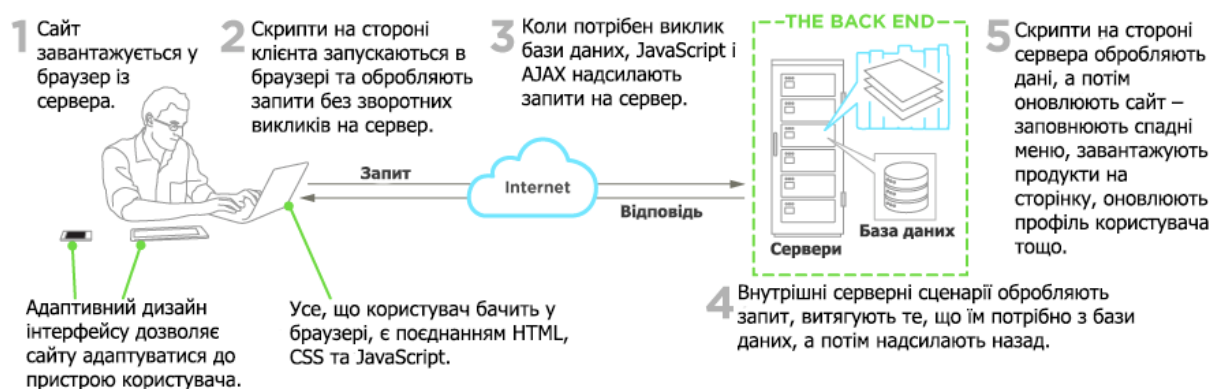 1 Сайт
завантажується у
браузер із
сервера.
2 Скрипти на стороні
клієнта запускаються в
браузері та обробляють
запити без зворотних
викликів на сервер.
3 Коли потрібен виклик
бази даних, JavaScript і
AJAX надсилають
запити на сервер.
THE BACK END
5 Скрипти на стороні
сервера обробляють
дані, а потім
оновлюють сайт –
заповнюють спадні
меню, завантажують
продукти на
сторінку, оновлюють
профіль користувача
тощо.
Запит
Internet
Відповідь
Сервери
База даних
4 Внутрішні серверні сценарії обробляють
запит, витягують те, що їм потрібно з бази
даних, а потім надсилають назад.
Адаптивний дизайн
інтерфейсу дозволяє
сайту адаптуватися до
пристрою користувача.
Усе, що користувач бачить у
браузері, є поєднанням HTML,
CSS та JavaScript.